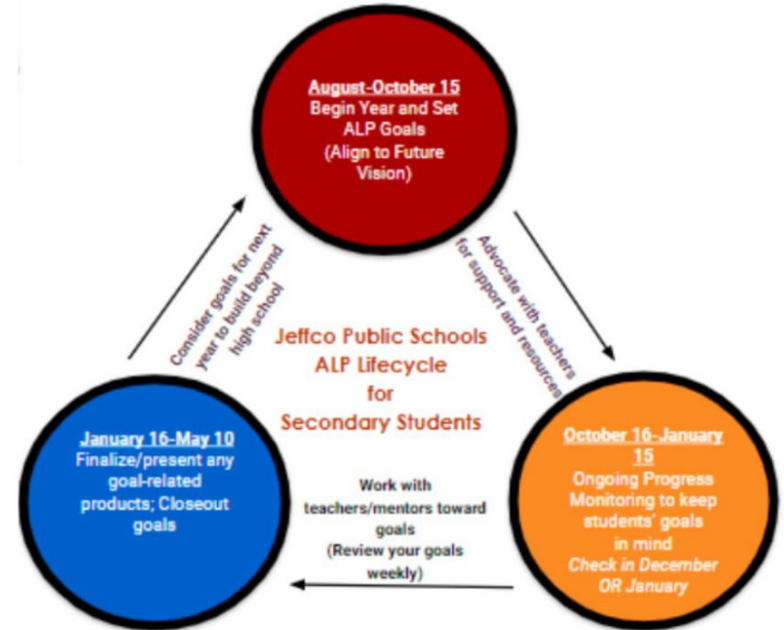 August-October 15
Begin Year and Set
ALP Goals
(Align to Future
Vision)
Consider goals for next
year to build beyond
high school
Advocate with teachers
for support and resources
Jeffco Public Schools
ALP Lifecycle
for
Secondary Students
January 16-May 10
Finalize/present any
goal-related
products; Closeout
goals
Work with
teachers/mentors toward
goals
(Review your goals
weekly)
October 16-January
15
Ongoing Progress
Monitoring to keep
students' goals
in mind
Check in December
OR January